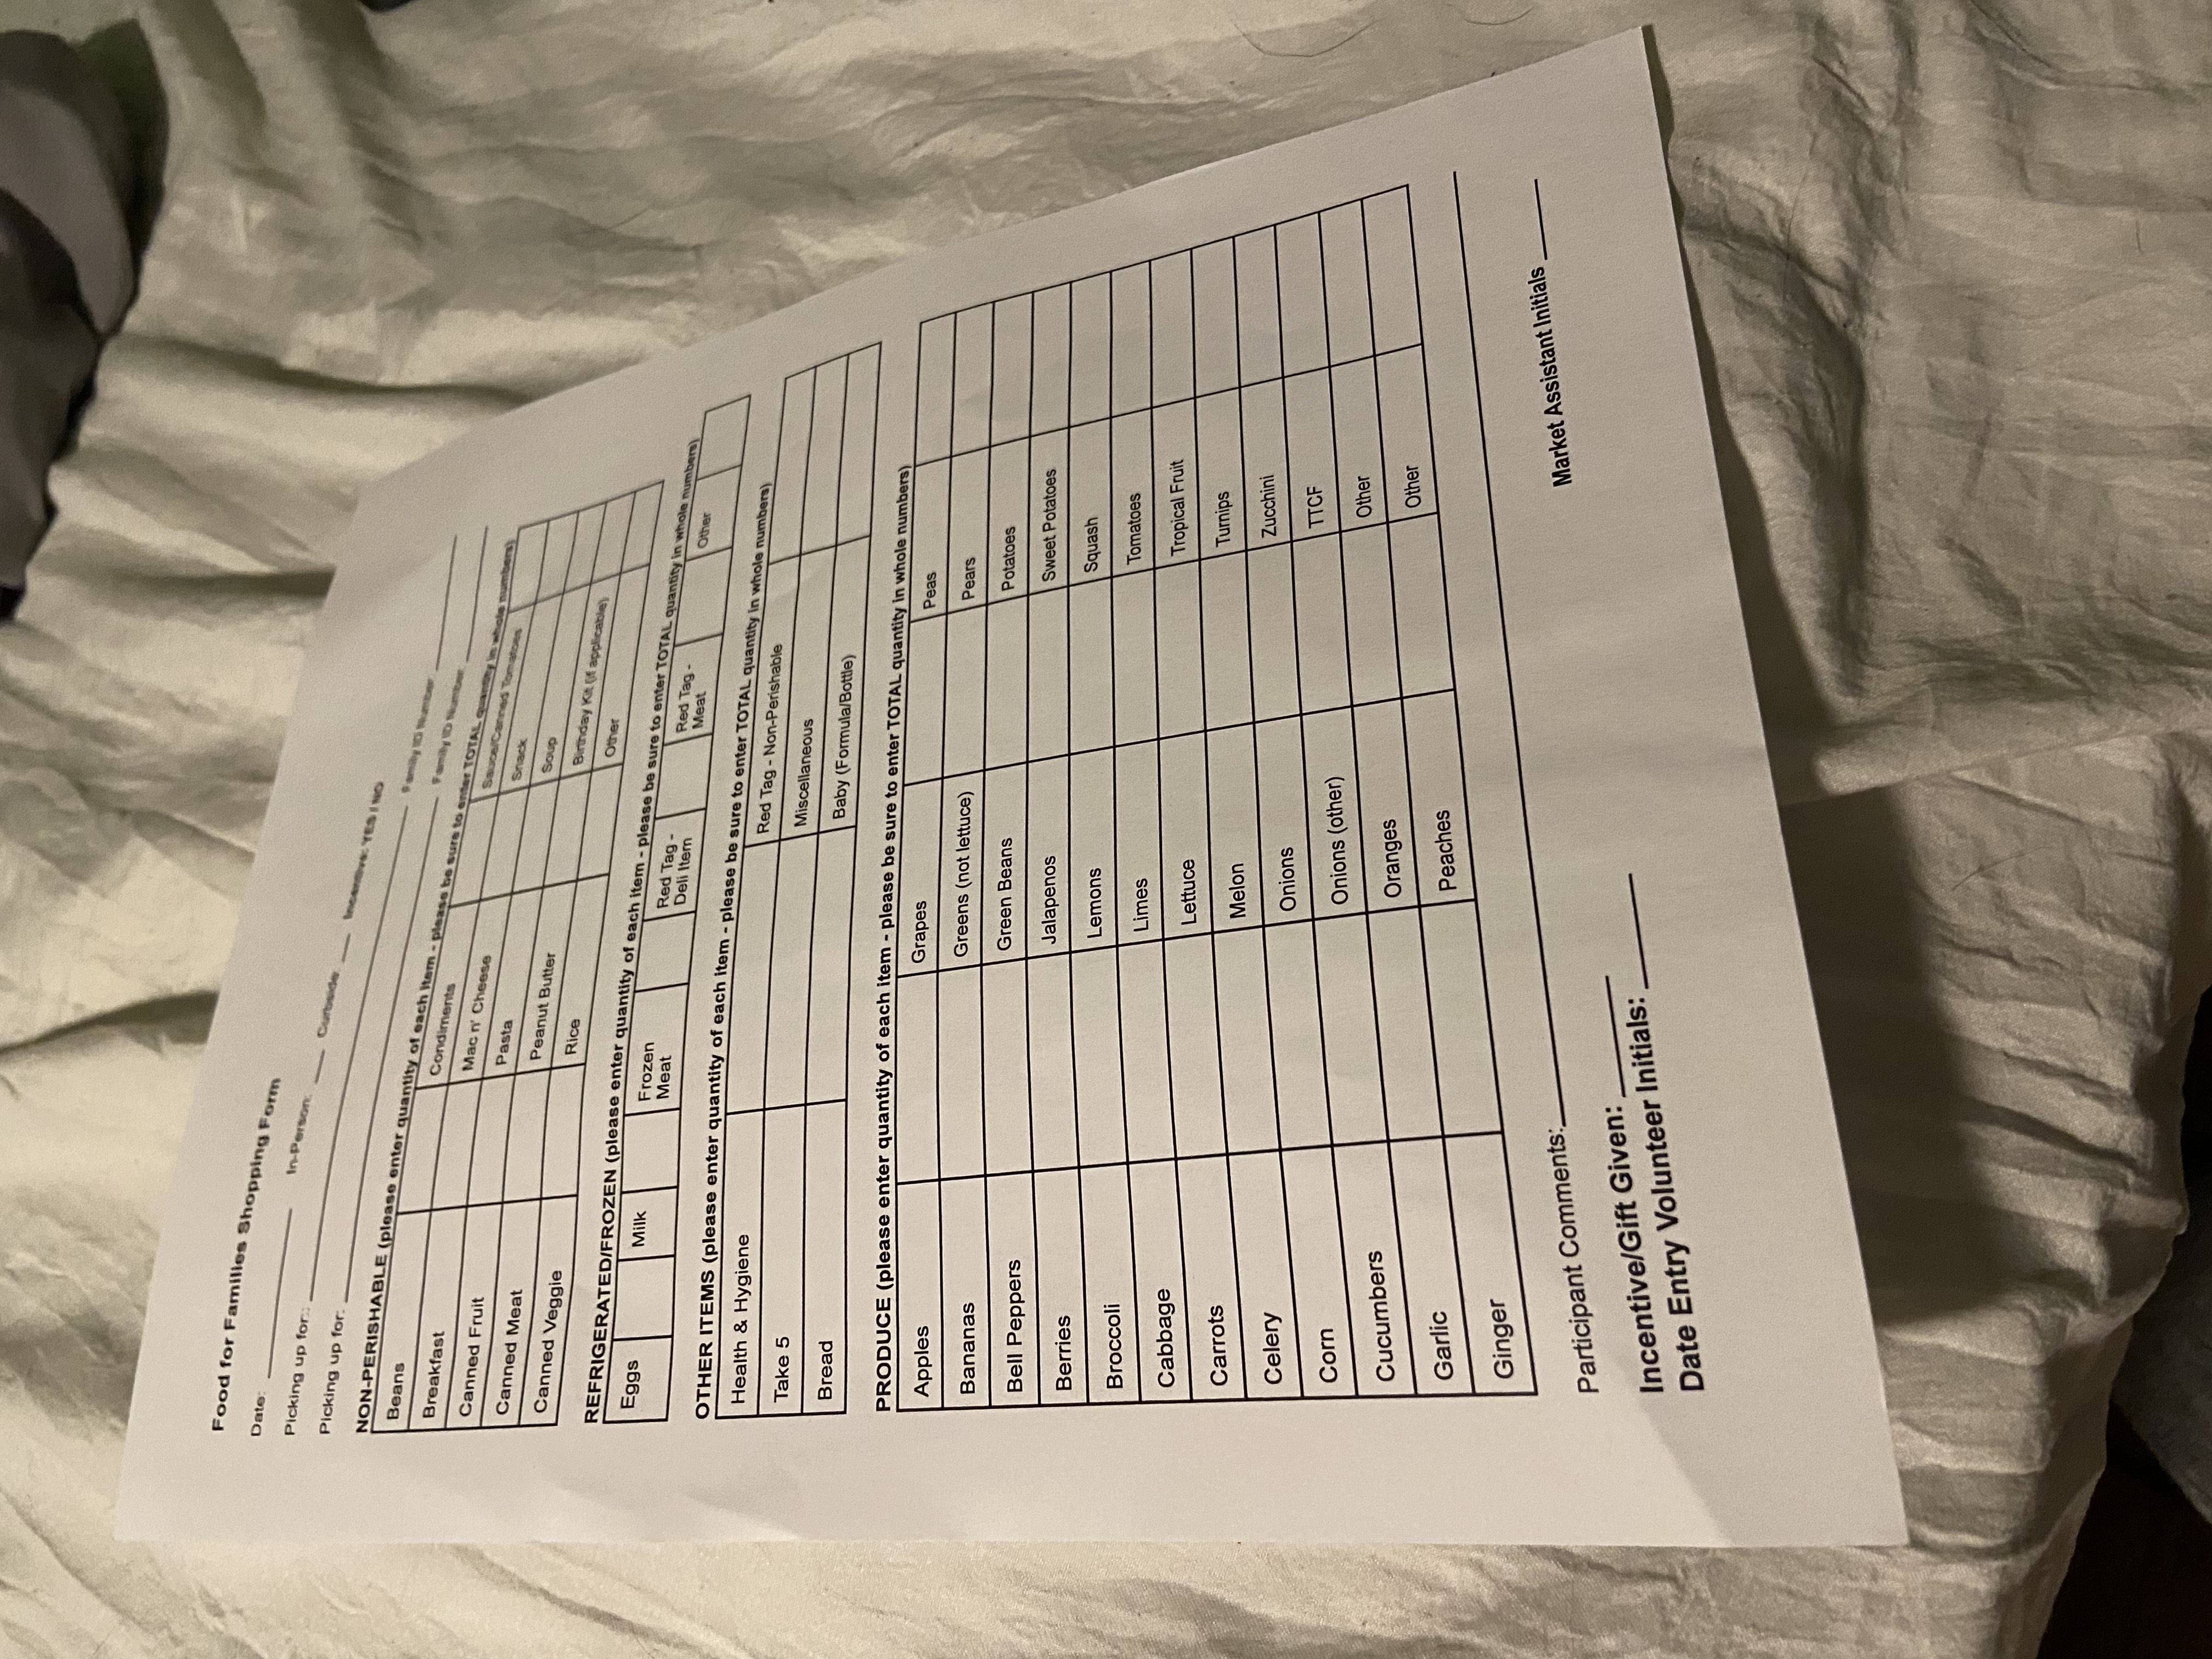 Food for Families Shopping Form
Date: __________ In-Person: ___ Curbside: ___ Incentive: YES / NO
Picking up for:: ______________________________ Family ID Number: __________
Picking up for: ______________________________ Family ID Number: __________
NON-PERISHABLE (please enter quantity of each item - please be sure to enter TOTAL quantity in whole numbers)
Beans Condiments Sauce/Canned Tomatoes
Breakfast Mac n' Cheese Snack
Canned Fruit Pasta Soup
Canned Meat Peanut Butter Birthday Kit (if applicable)
Canned Veggie Rice Other
REFRIGERATED/FROZEN (please enter quantity of each item - please be sure to enter TOTAL quantity in whole numbers)
Eggs Milk Frozen Red Tag - Red Tag - Other
Meat Deli Item Meat
OTHER ITEMS (please enter quantity of each item - please be sure to enter TOTAL quantity in whole numbers)
Health & Hygiene Red Tag - Non-Perishable
Take 5 Miscellaneous
Bread Baby (Formula/Bottle)
PRODUCE (please enter quantity of each item - please be sure to enter TOTAL quantity in whole numbers)
Apples Grapes Peas
Bananas Greens (not lettuce) Pears
Bell Peppers Green Beans Potatoes
Berries Jalapenos Sweet Potatoes
Broccoli Lemons Squash
Cabbage Limes Tomatoes
Carrots Lettuce Tropical Fruit
Celery Melon Turnips
Corn Onions Zucchini
Cucumbers Onions (other) TTCF
Garlic Oranges Other
Ginger Peaches Other
Participant Comments:______________________________
Market Assistant Initials ______
Incentive/Gift Given: ______
Date Entry Volunteer Initials: ______